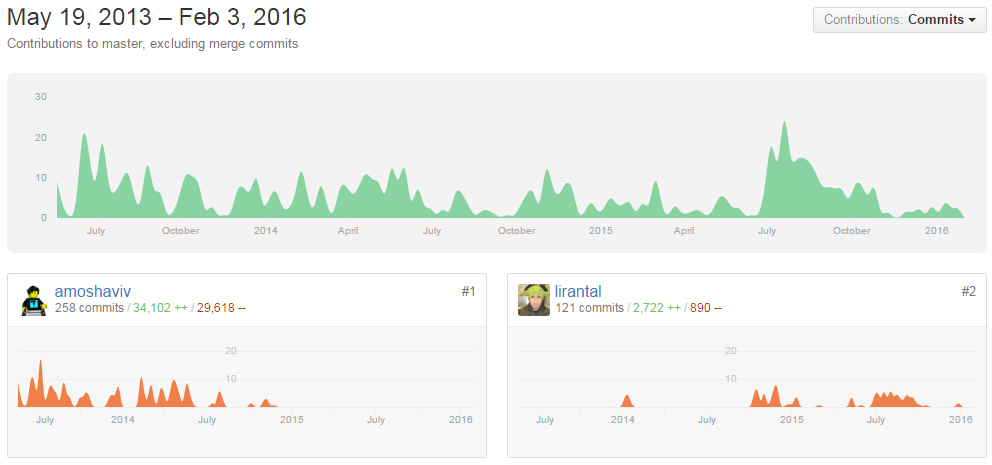 May 19, 2013 – Feb 3, 2016
Contributions: Commits
Contributions to master, excluding merge commits
30
20
10
0
July October 2014 April July October 2015 April July October 2016
amoshaviv #1
258 commits / 34,102 ++ / 29,618 --
20
10
July 2014 July 2015 July 2016
lirantal #2
121 commits / 2,722 ++ / 890 --
20
10
July 2014 July 2015 July 2016